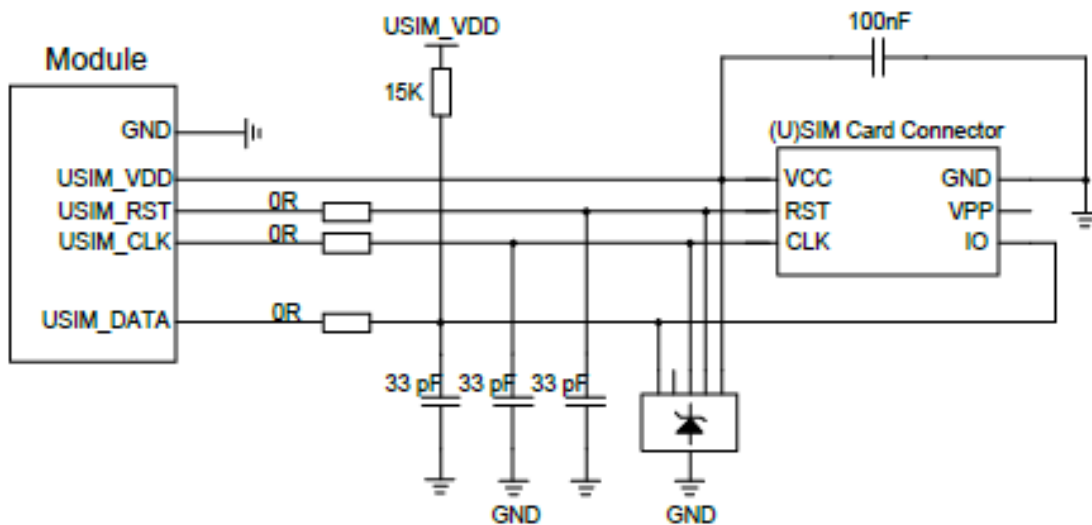 100nF
USIM_VDD
Module
15K
GND
(U)SIM Card Connector
USIM_VDD
VCC
GND
USIM_RST
0R
RST
VPP
USIM_CLK
0R
CLK
IO
USIM_DATA
0R
33 pF
33 pF
33 pF
GND
GND